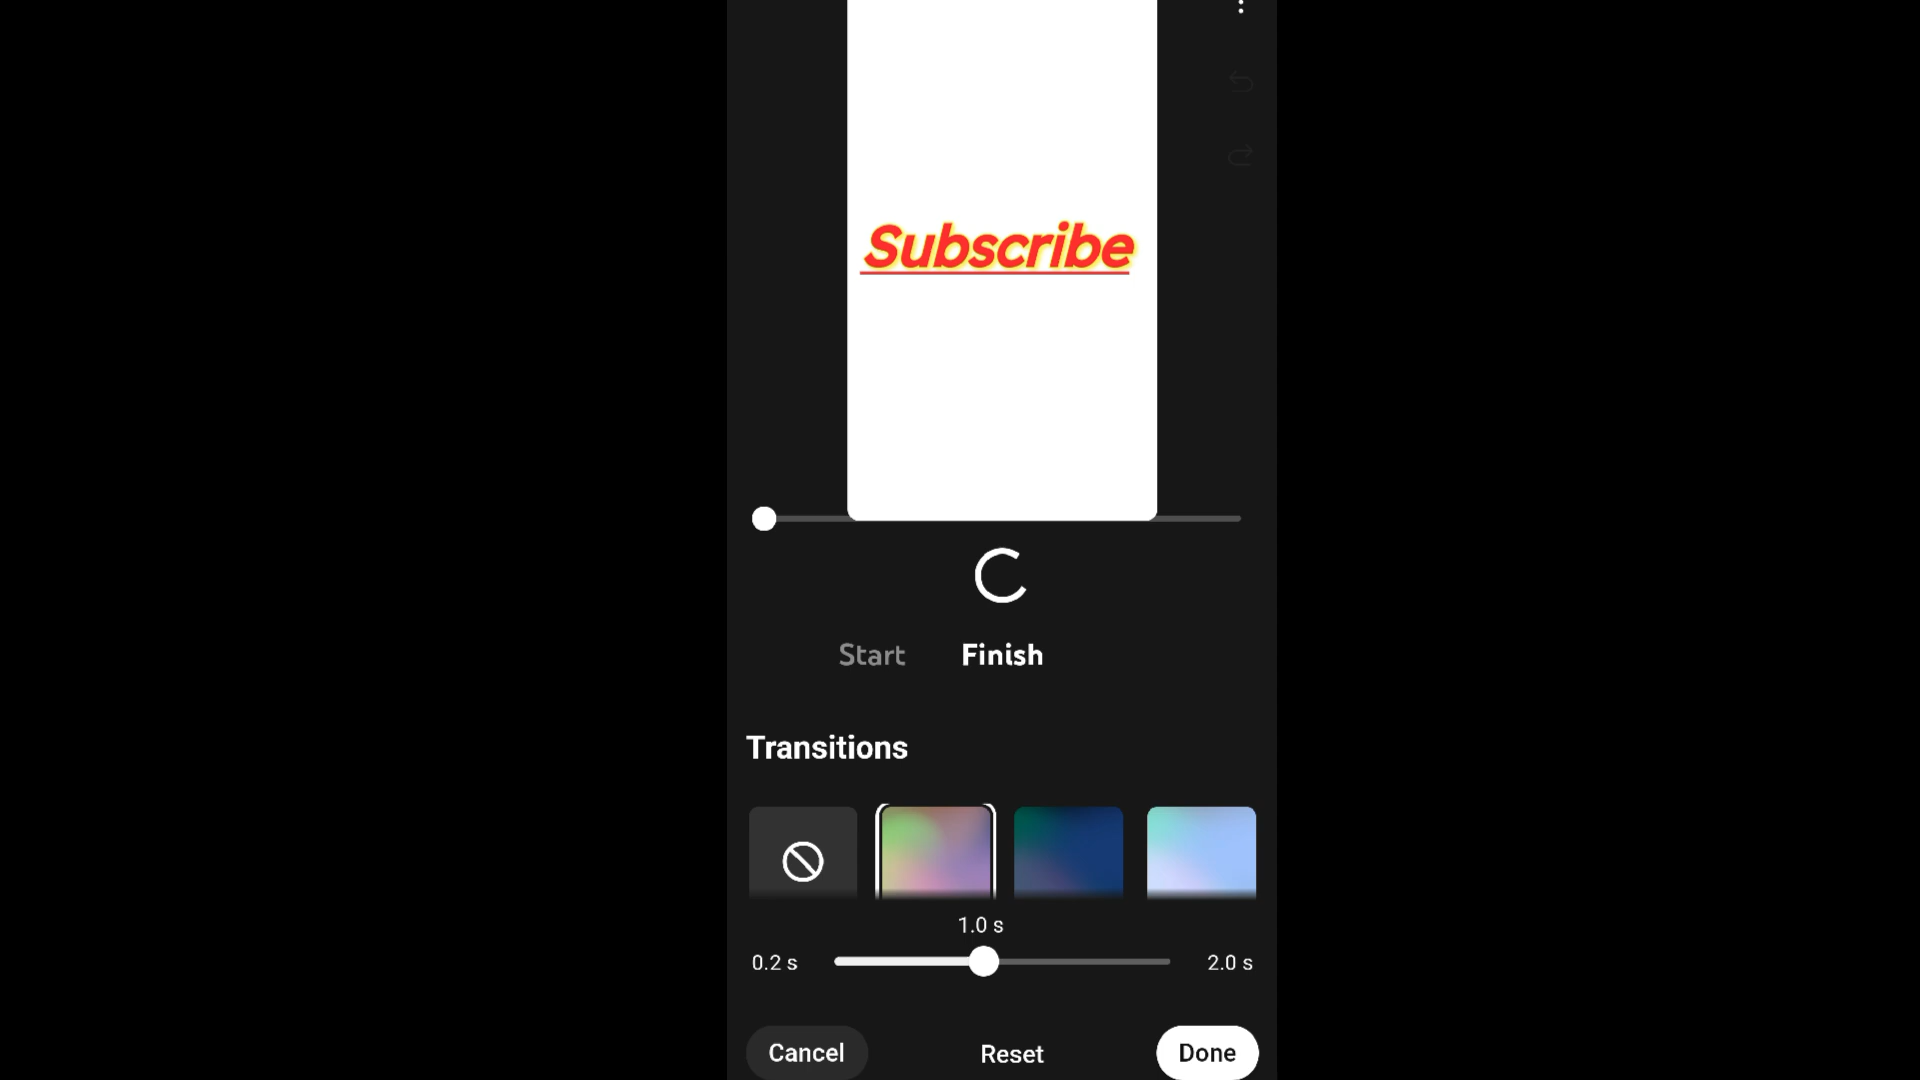 Subscribe
Start Finish
Transitions
1.0 s
0.2 s 2.0 s
Cancel Reset Done